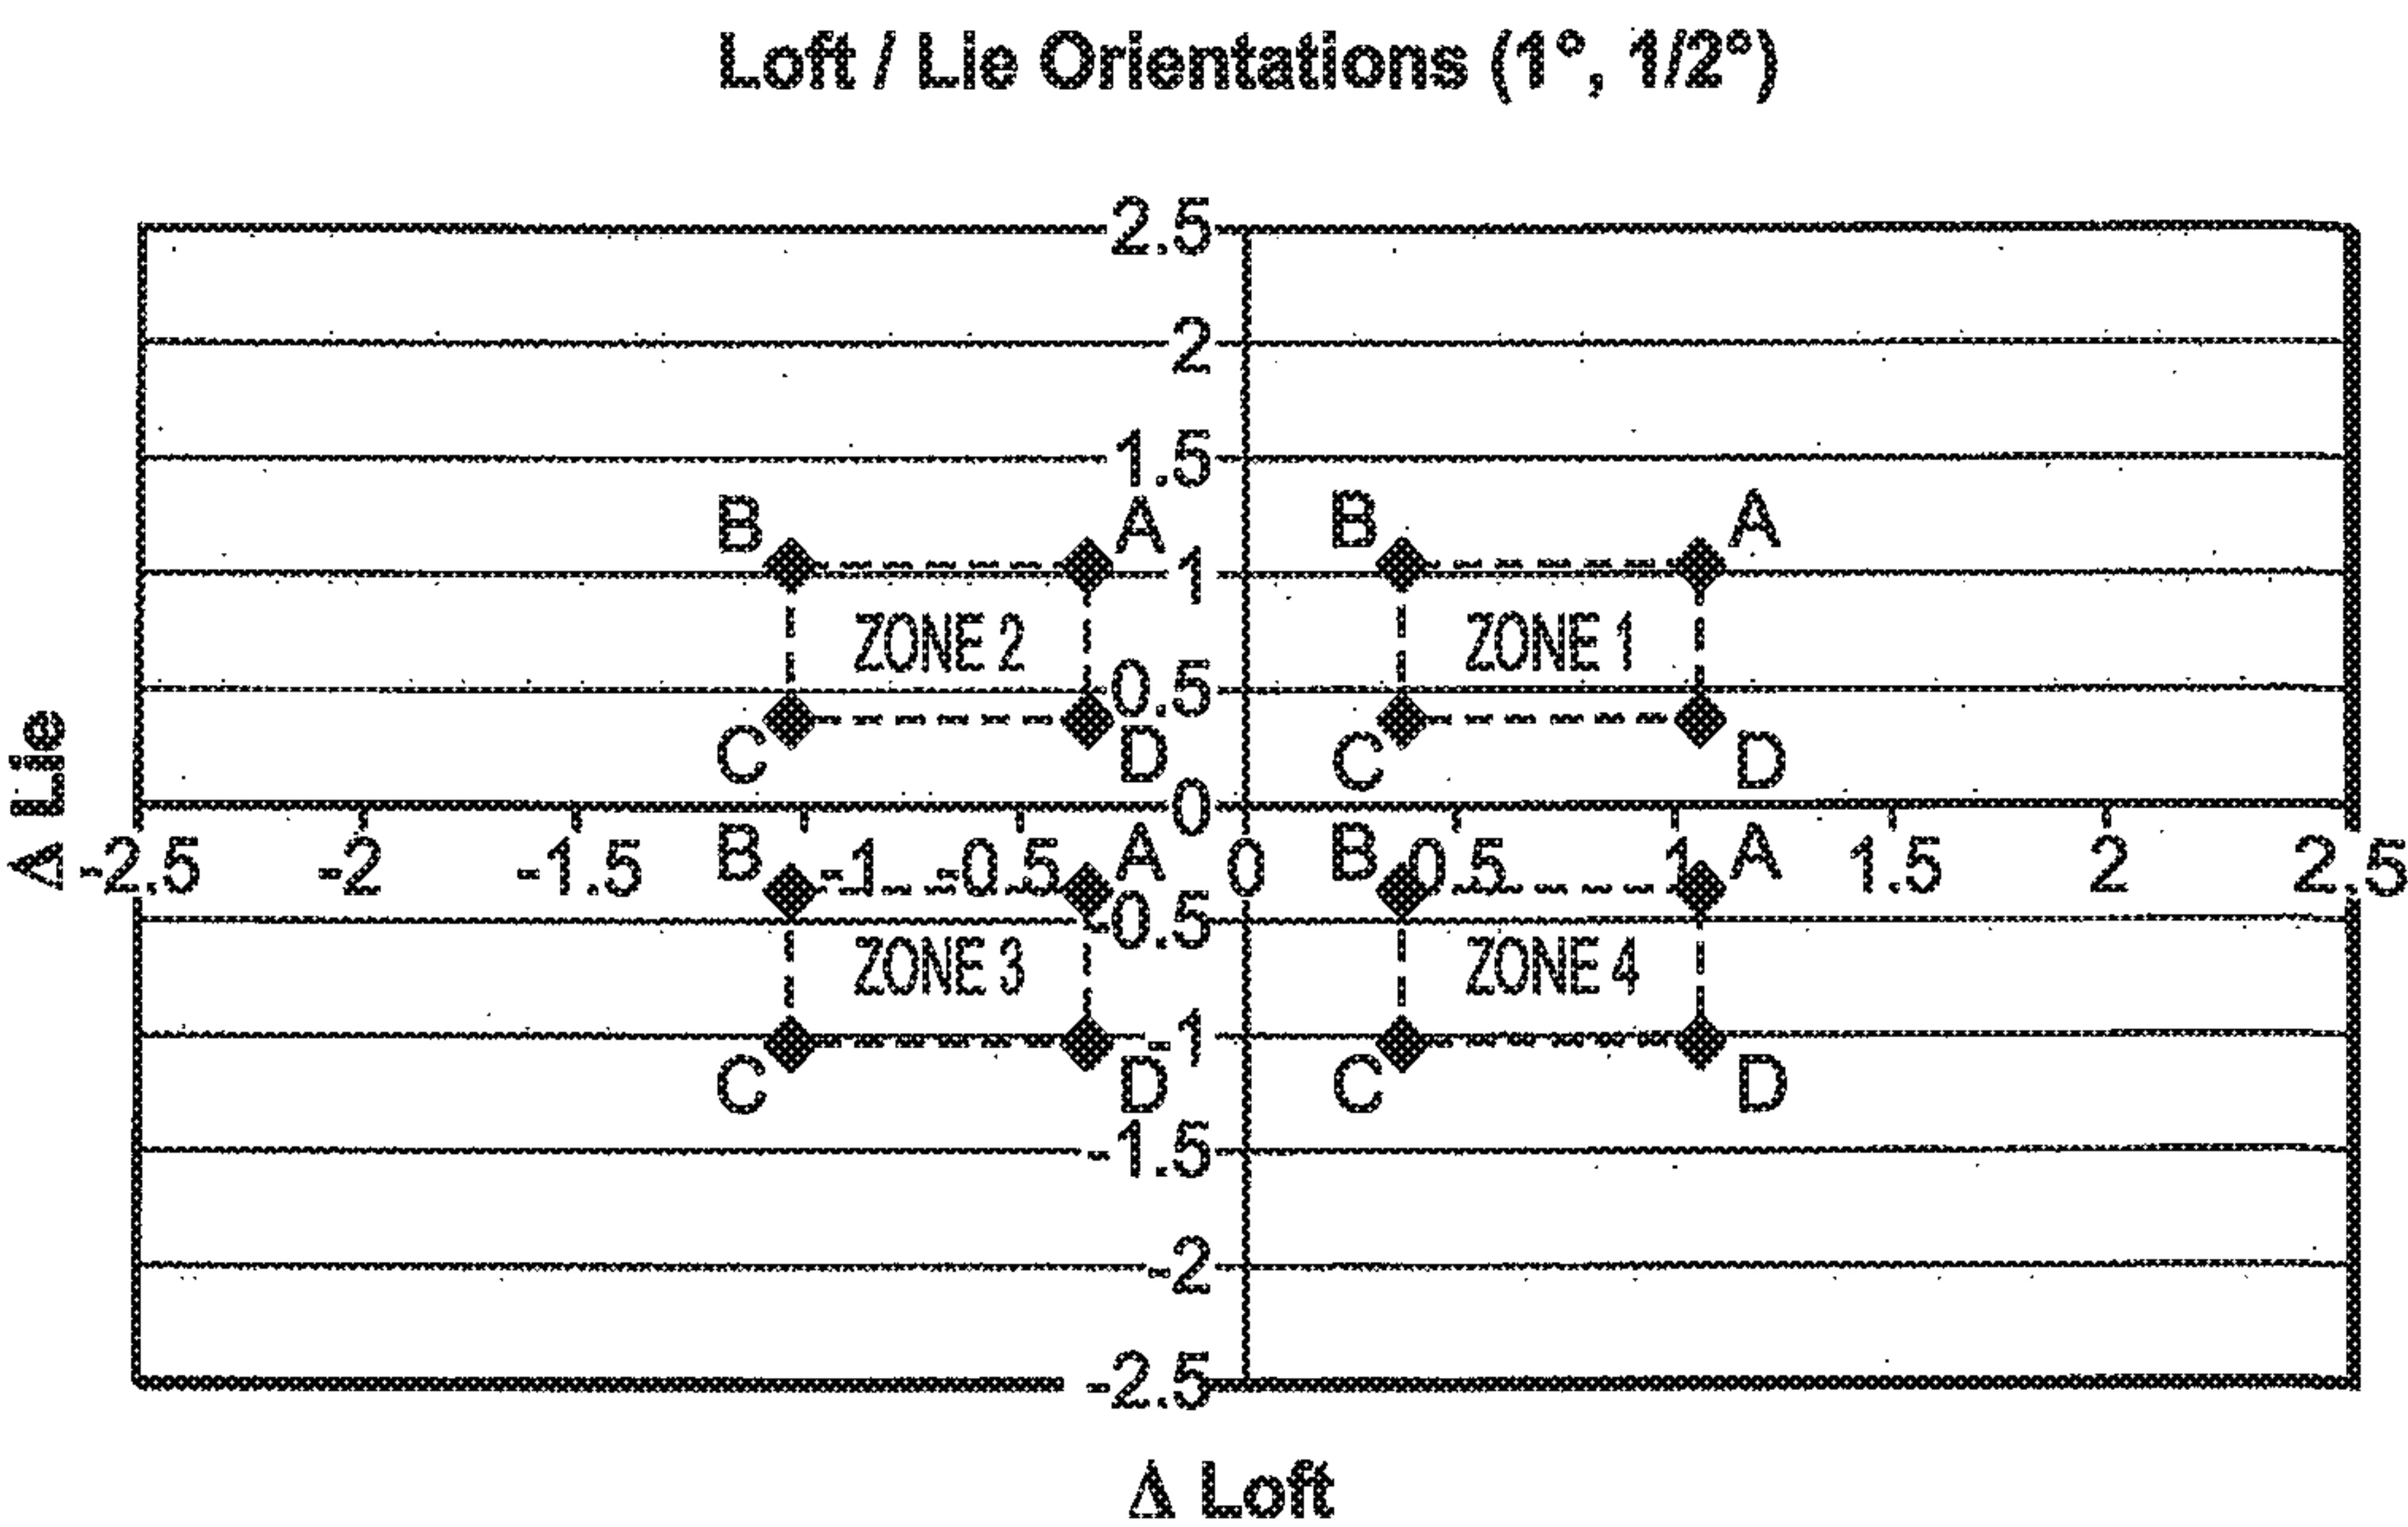 Loft / Lie Orientations (1°, 1/2°)
2.5
2
1.5
B A B A
1
ZONE 2 ZONE 1
0.5
C D C D
0
Δ Lie
-2.5 -2 -1.5 B -1 -0.5 A 0 B 0.5 1 A 1.5 2 2.5
-0.5
ZONE 3 ZONE 4
-1
C D C D
-1.5
-2
-2.5
Δ Loft